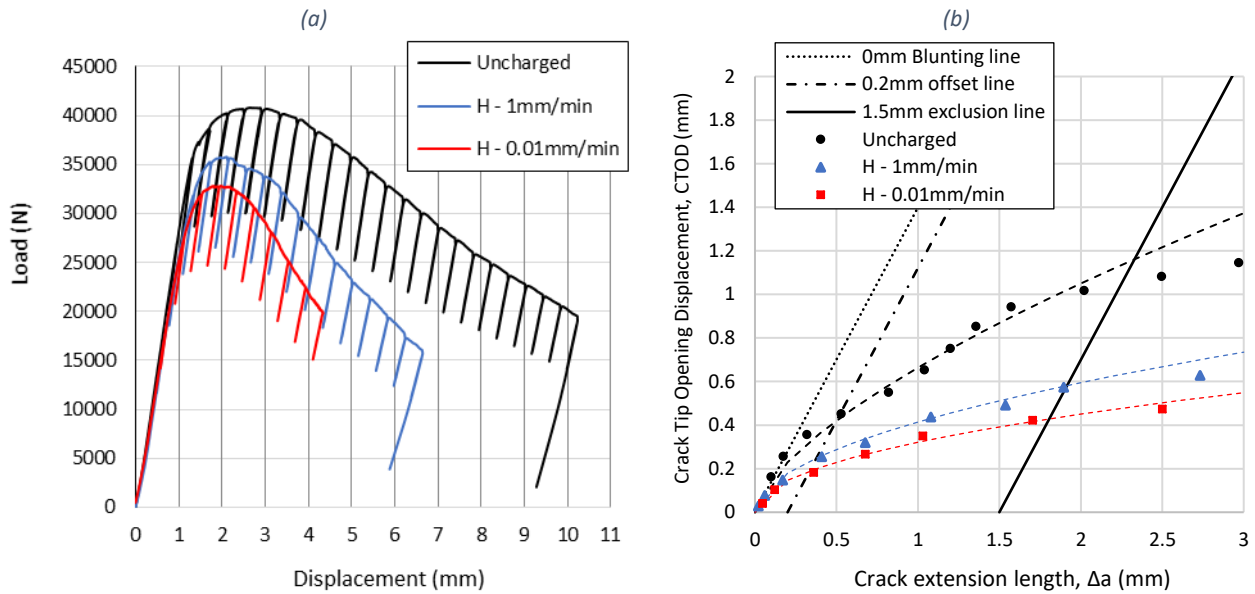 (a)
Uncharged
H - 1mm/min
H - 0.01mm/min
45000
40000
35000
30000
25000
20000
15000
10000
5000
0
Load (N)
0 1 2 3 4 5 6 7 8 9 10 11
Displacement (mm)
(b)
0mm Blunting line
0.2mm offset line
1.5mm exclusion line
Uncharged
H - 1mm/min
H - 0.01mm/min
2
1.8
1.6
1.4
1.2
1
0.8
0.6
0.4
0.2
0
Crack Tip Opening Displacement, CTOD (mm)
0 0.5 1 1.5 2 2.5 3
Crack extension length, Δa (mm)